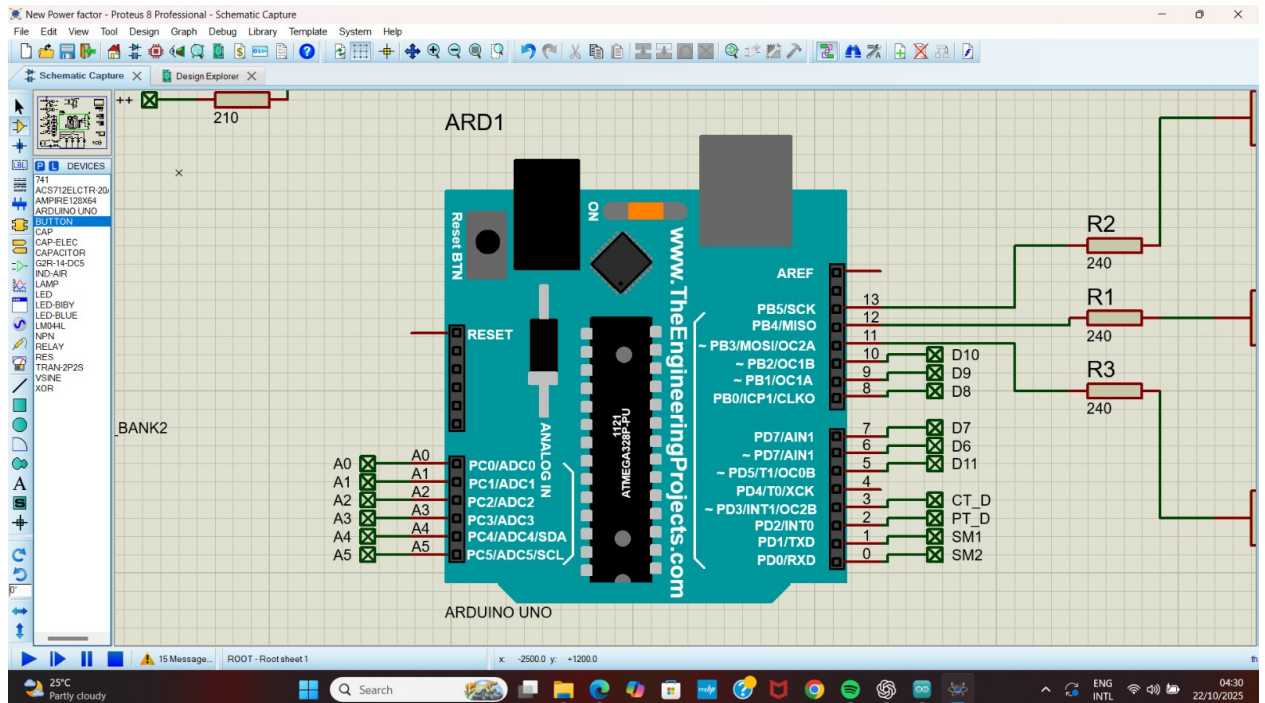 New Power factor - Proteus 8 Professional - Schematic Capture
File Edit View Tool Design Graph Debug Library Template System Help
Schematic Capture
Design Explorer
DEVICES
741
ACS712ELCTR-20A
AMPIRE128X64
ARDUINO UNO
BUTTON
CAP
CAP-ELEC
CAPACITOR
G2R-14-DC5
IND-AIR
LAMP
LED
LED-BIBY
LED-BLUE
LM044L
NPN
RELAY
RES
TRAN-2P2S
VSINE
XOR
++
210
_BANK2
ARD1
Reset BTN
ON
www.TheEngineeringProjects.com
RESET
ANALOG IN
1121
ATMEGA328P-PU
AREF
PB5/SCK 13
PB4/MISO 12
~ PB3/MOSI/OC2A 11
~ PB2/OC1B 10 D10
~ PB1/OC1A 9 D9
PB0/ICP1/CLKO 8 D8
PD7/AIN1 7 D7
~ PD7/AIN1 6 D6
~ PD5/T1/OC0B 5 D11
PD4/T0/XCK 4
~ PD3/INT1/OC2B 3 CT_D
PD2/INT0 2 PT_D
PD1/TXD 1 SM1
PD0/RXD 0 SM2
A0 A0 PC0/ADC0
A1 A1 PC1/ADC1
A2 A2 PC2/ADC2
A3 A3 PC3/ADC3
A4 A4 PC4/ADC4/SDA
A5 A5 PC5/ADC5/SCL
ARDUINO UNO
R2
240
R1
240
R3
240
0°
15 Message...
ROOT - Root sheet 1
x: -2500.0 y: +1200.0
th
25°C
Partly cloudy
Search
ENG
INTL
04:30
22/10/2025